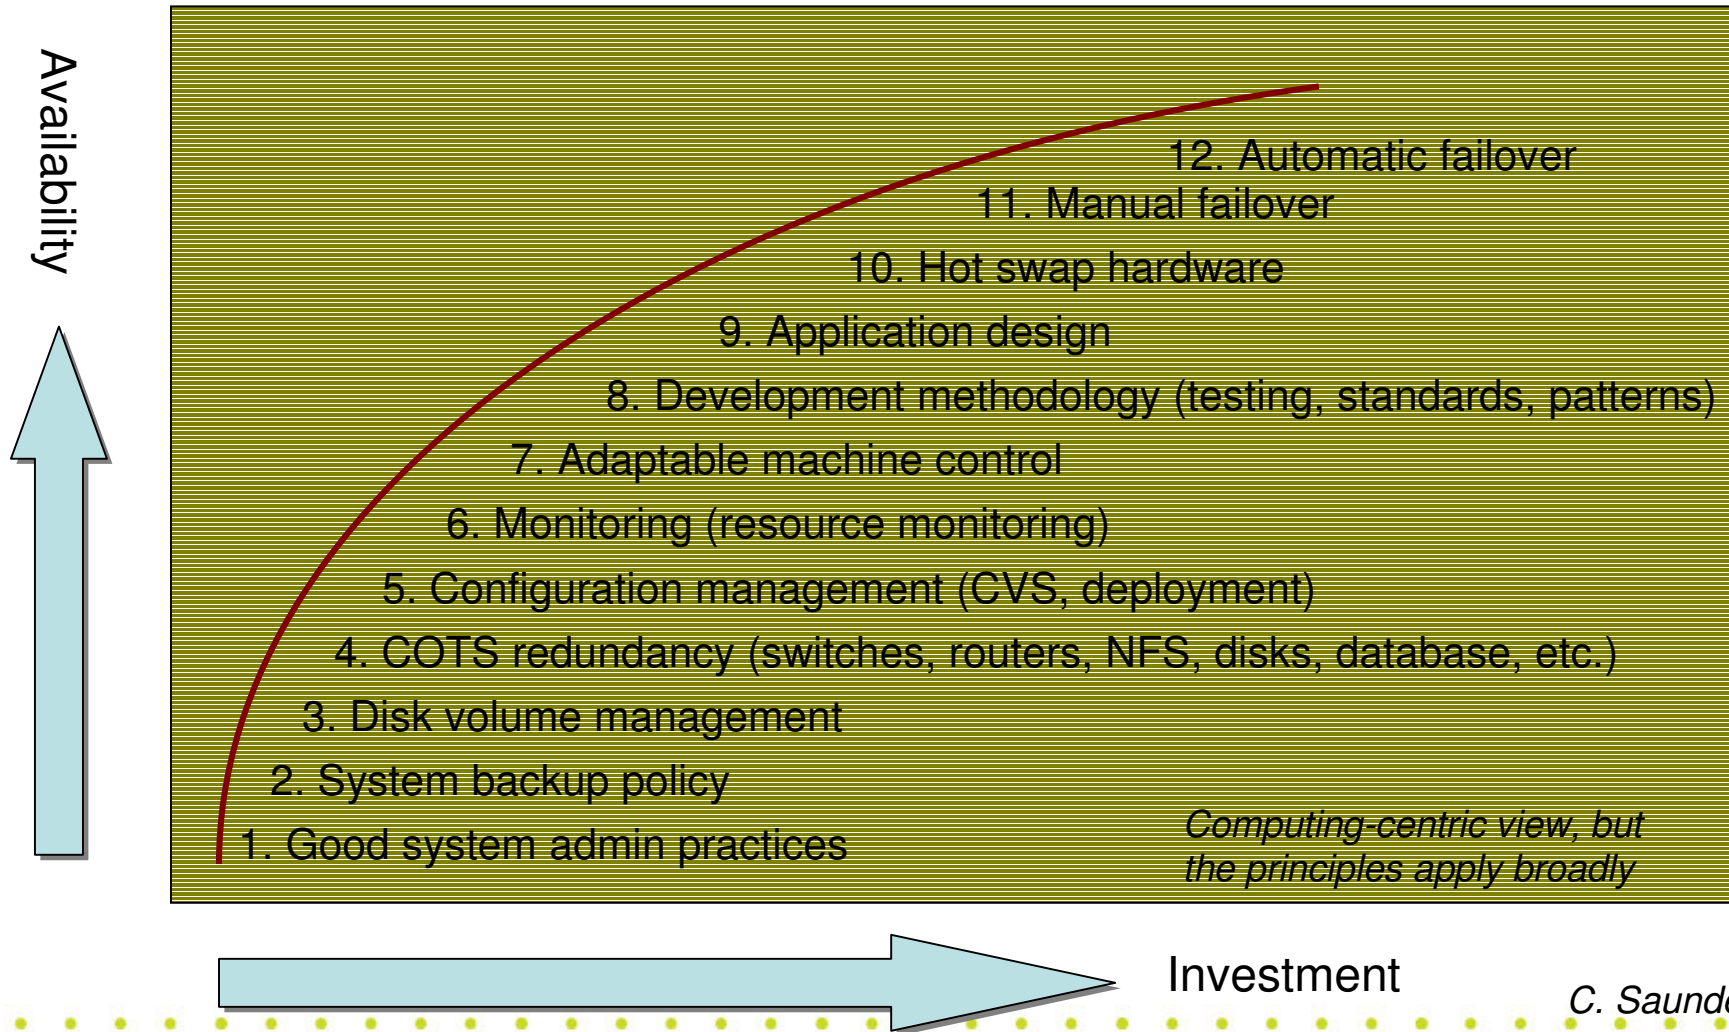 Availability
12. Automatic failover
11. Manual failover
10. Hot swap hardware
9. Application design
8. Development methodology (testing, standards, patterns)
7. Adaptable machine control
6. Monitoring (resource monitoring)
5. Configuration management (CVS, deployment)
4. COTS redundancy (switches, routers, NFS, disks, database, etc.)
3. Disk volume management
2. System backup policy
1. Good system admin practices
Computing-centric view, but
the principles apply broadly
Investment
C.